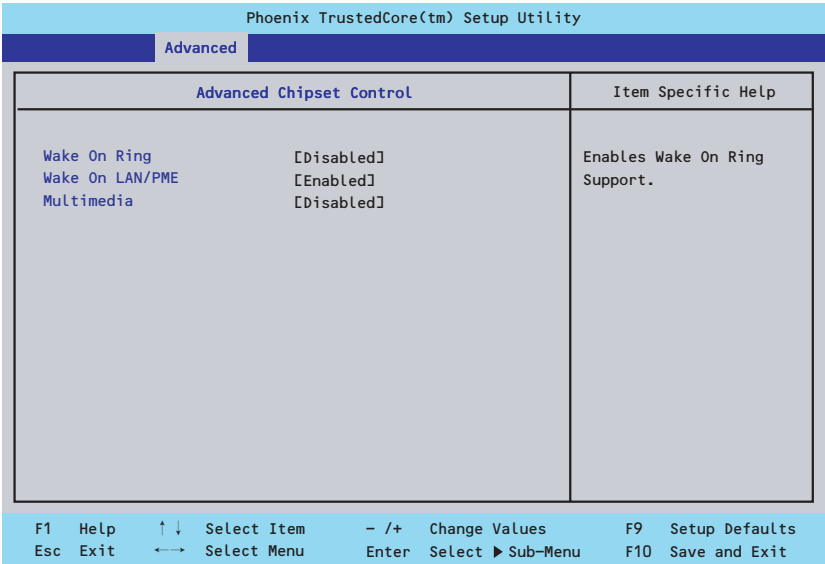 Phoenix TrustedCore(tm) Setup Utility
Advanced
Advanced Chipset Control
Item Specific Help
Wake On Ring [Disabled]
Wake On LAN/PME [Enabled]
Multimedia [Disabled]
Enables Wake On Ring
Support.
F1 Help ↑↓ Select Item – /+ Change Values F9 Setup Defaults
Esc Exit ←→ Select Menu Enter Select ▶ Sub-Menu F10 Save and Exit